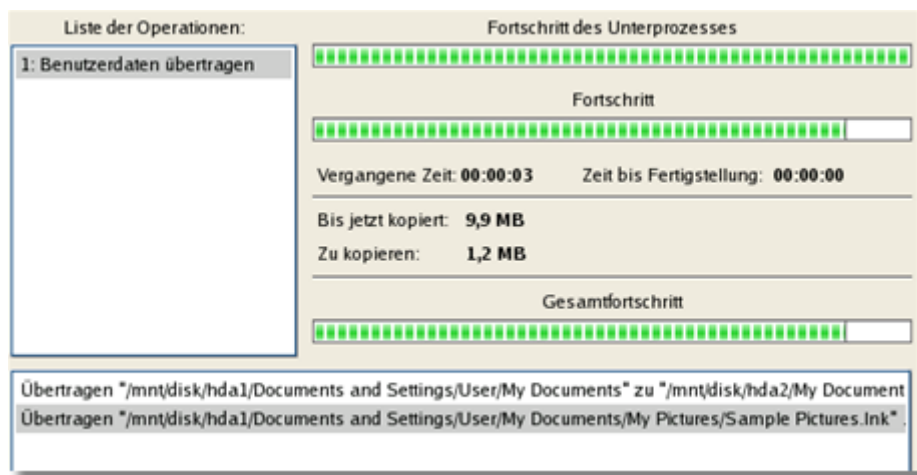 Liste der Operationen:
1: Benutzerdaten übertragen
Fortschritt des Unterprozesses
Fortschritt
Vergangene Zeit: 00:00:03 Zeit bis Fertigstellung: 00:00:00
Bis jetzt kopiert: 9,9 MB
Zu kopieren: 1,2 MB
Gesamtfortschritt
Übertragen "/mnt/disk/hda1/Documents and Settings/User/My Documents" zu "/mnt/disk/hda2/My Document
Übertragen "/mnt/disk/hda1/Documents and Settings/User/My Documents/My Pictures/Sample Pictures.lnk" .